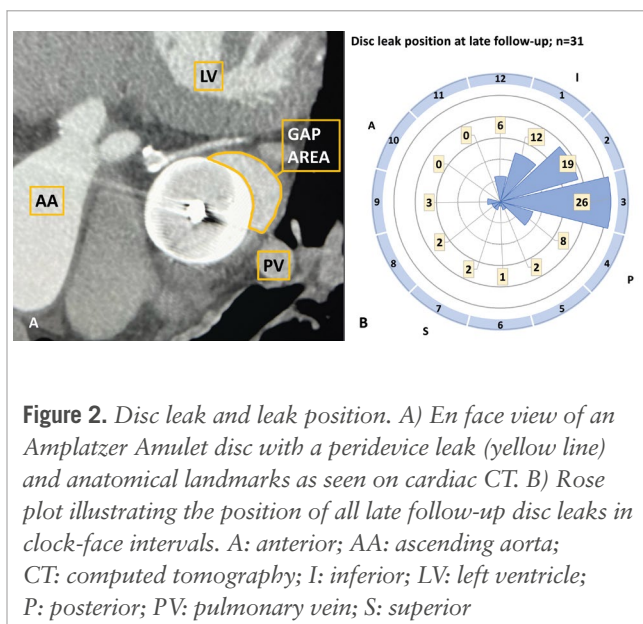 LV
GAP
AREA
AA
PV
A
Disc leak position at late follow-up; n=31
12
I
11
1
A
6
10
0
12
2
0
19
9
3
26
3
2
8
8
2
2
4
1
P
7
5
B
S
6
Figure 2. Disc leak and leak position. A) En face view of an
Amplatzer Amulet disc with a peridevice leak (yellow line)
and anatomical landmarks as seen on cardiac CT. B) Rose
plot illustrating the position of all late follow-up disc leaks in
clock-face intervals. A: anterior; AA: ascending aorta;
CT: computed tomography; I: inferior; LV: left ventricle;
P: posterior; PV: pulmonary vein; S: superior